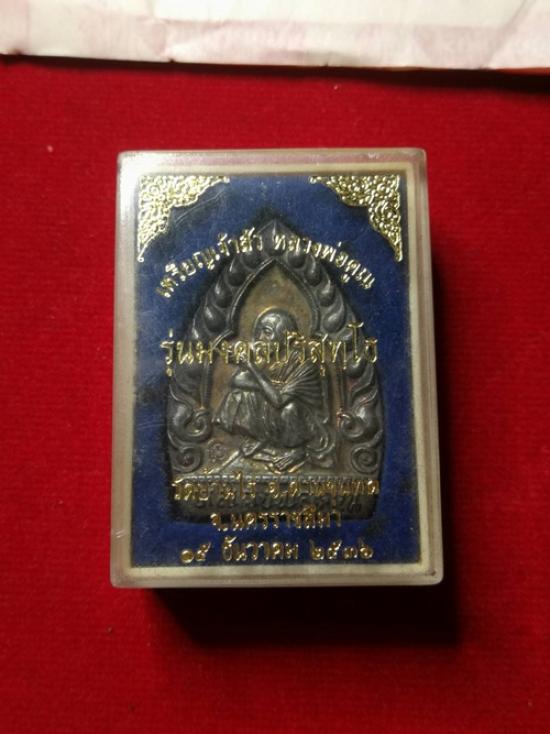 เหรียญเจ้าสัว หลวงพ่อคูณ
รุ่นมงคลปริสุทโธ
วัดบ้านไร่ อ.ด่านขุนทด
จ.นครราชสีมา
๑๕ ธันวาคม ๒๕๓๖